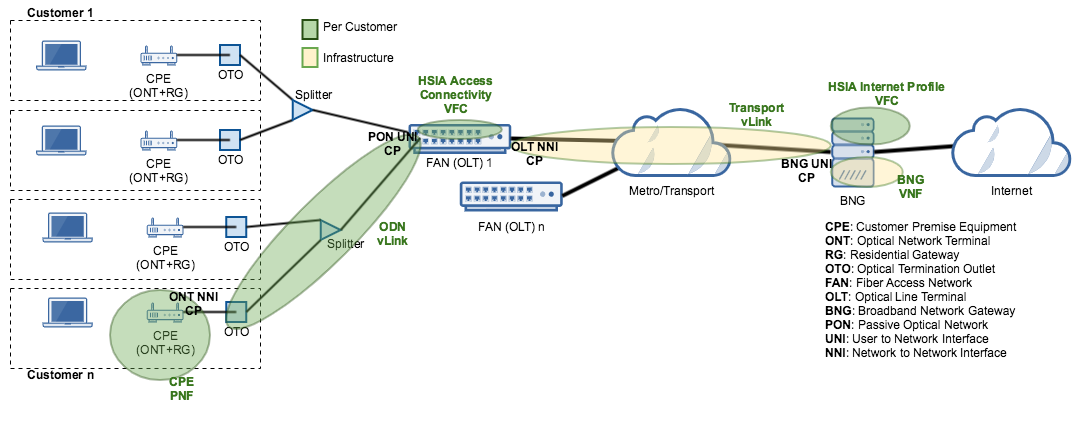 Customer 1
Per Customer
Infrastructure
CPE
(ONT+RG)
OTO
Splitter
HSIA Access
Connectivity
VFC
Transport
vLink
HSIA Internet Profile
VFC
CPE
(ONT+RG)
OTO
PON UNI
CP
FAN (OLT) 1
OLT NNI
CP
Metro/Transport
BNG UNI
CP
BNG
BNG
VNF
Internet
CPE
(ONT+RG)
OTO
Splitter
ODN
vLink
FAN (OLT) n
ONT NNI
CP
CPE
(ONT+RG)
OTO
Customer n
CPE
PNF
CPE: Customer Premise Equipment
ONT: Optical Network Terminal
RG: Residential Gateway
OTO: Optical Termination Outlet
FAN: Fiber Access Network
OLT: Optical Line Terminal
BNG: Broadband Network Gateway
PON: Passive Optical Network
UNI: User to Network Interface
NNI: Network to Network Interface